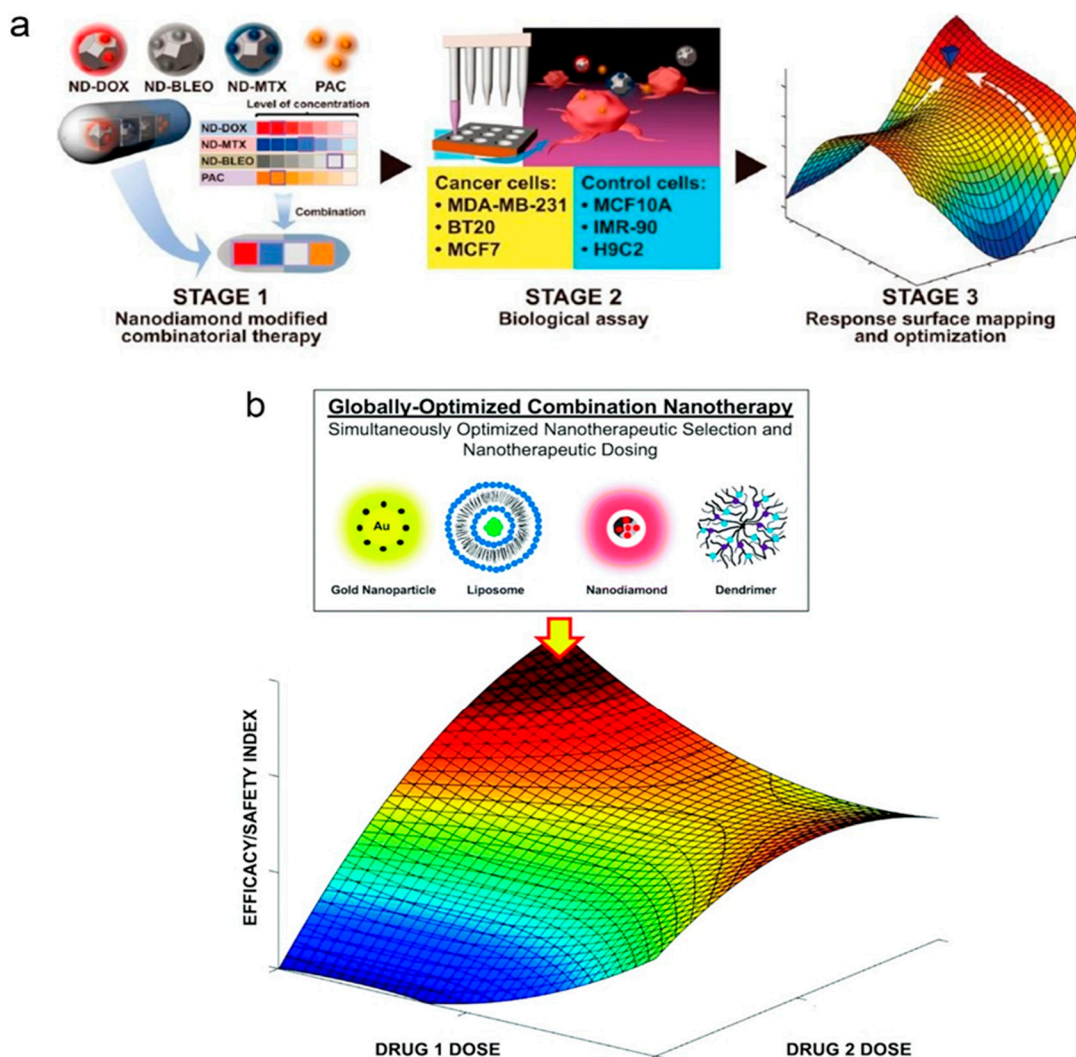 a
ND-DOX ND-BLEO ND-MTX PAC
Level of concentration
ND-DOX
ND-MTX
ND-BLEO
PAC
Combination
STAGE 1
Nanodiamond modified
combinatorial therapy
Cancer cells:
• MDA-MB-231
• BT20
• MCF7
Control cells:
• MCF10A
• IMR-90
• H9C2
STAGE 2
Biological assay
STAGE 3
Response surface mapping
and optimization
b
Globally-Optimized Combination Nanotherapy
Simultaneously Optimized Nanotherapeutic Selection and
Nanotherapeutic Dosing
Au
Gold Nanoparticle Liposome Nanodiamond Dendrimer
EFFICACY/SAFETY INDEX
DRUG 1 DOSE
DRUG 2 DOSE